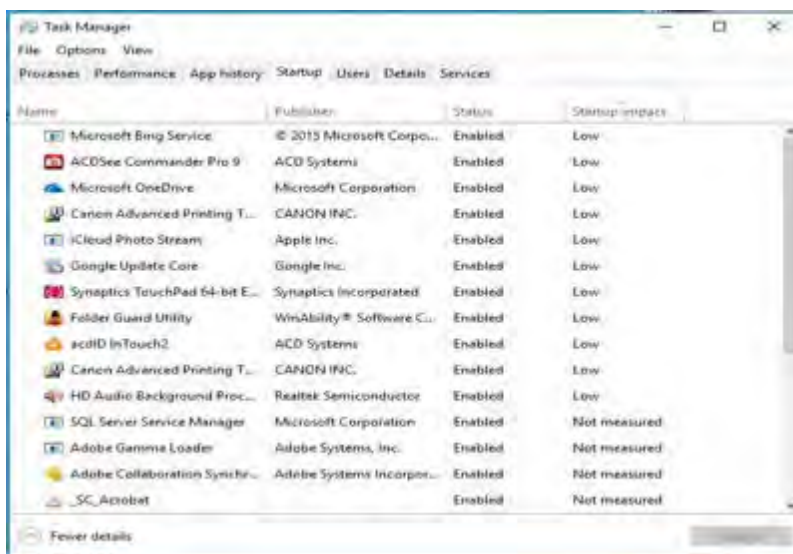 Task Manager
File Options View
Processes Performance App history Startup Users Details Services
Name Publisher Status Startup impact
Microsoft Bing Service © 2015 Microsoft Corpo... Enabled Low
ACDSee Commander Pro 9 ACD Systems Enabled Low
Microsoft OneDrive Microsoft Corporation Enabled Low
Canon Advanced Printing T... CANON INC. Enabled Low
iCloud Photo Stream Apple Inc. Enabled Low
Google Update Core Google Inc. Enabled Low
Synaptics TouchPad 64-bit E... Synaptics Incorporated Enabled Low
Folder Guard Utility WinAbility® Software C... Enabled Low
acdID InTouch2 ACD Systems Enabled Low
Canon Advanced Printing T... CANON INC. Enabled Low
HD Audio Background Proc... Realtek Semiconductor Enabled Low
SQL Server Service Manager Microsoft Corporation Enabled Not measured
Adobe Gamma Loader Adobe Systems, Inc. Enabled Not measured
Adobe Collaboration Synchr... Adobe Systems Incorpor... Enabled Not measured
_SC_Acrobat Enabled Not measured
Fewer details